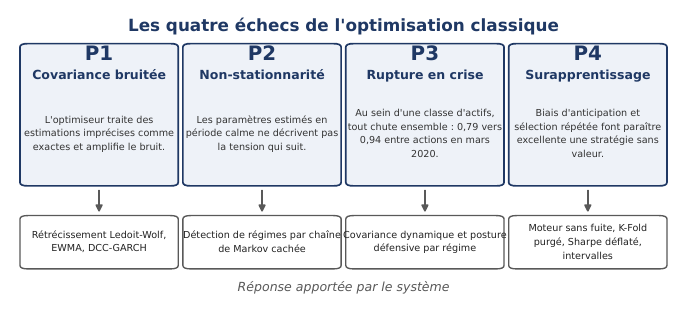 Les quatre échecs de l'optimisation classique
P1
Covariance bruitée
L'optimiseur traite des
estimations imprécises comme
exactes et amplifie le bruit.
P2
Non-stationnarité
Les paramètres estimés en
période calme ne décrivent pas
la tension qui suit.
P3
Rupture en crise
Au sein d'une classe d'actifs,
tout chute ensemble : 0,79 vers
0,94 entre actions en mars
2020.
P4
Surapprentissage
Biais d'anticipation et
sélection répétée font paraître
excellente une stratégie sans
valeur.
Rétrécissement Ledoit-Wolf,
EWMA, DCC-GARCH
Détection de régimes par chaîne
de Markov cachée
Covariance dynamique et posture
défensive par régime
Moteur sans fuite, K-Fold
purgé, Sharpe déflaté,
intervalles
Réponse apportée par le système